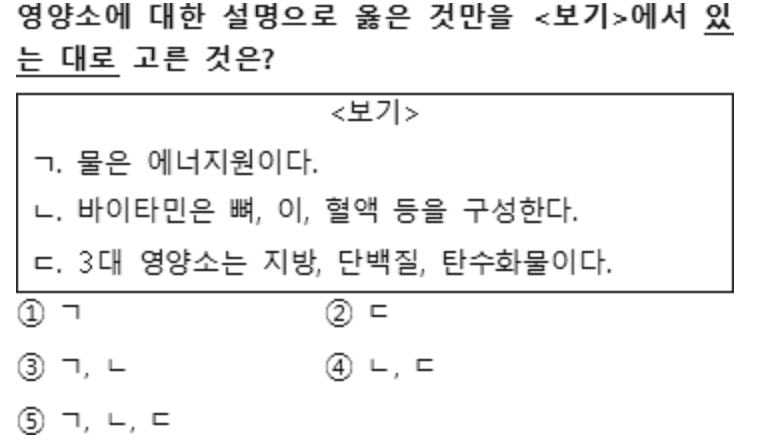 영양소에 대한 설명으로 옳은 것만을 <보기>에서 있
는 대로 고른 것은?
<보기>
ㄱ. 물은 에너지원이다.
ㄴ. 바이타민은 뼈, 이, 혈액 등을 구성한다.
ㄷ. 3대 영양소는 지방, 단백질, 탄수화물이다.
① ㄱ ② ㄷ
③ ㄱ, ㄴ ④ ㄴ, ㄷ
⑤ ㄱ, ㄴ, ㄷ